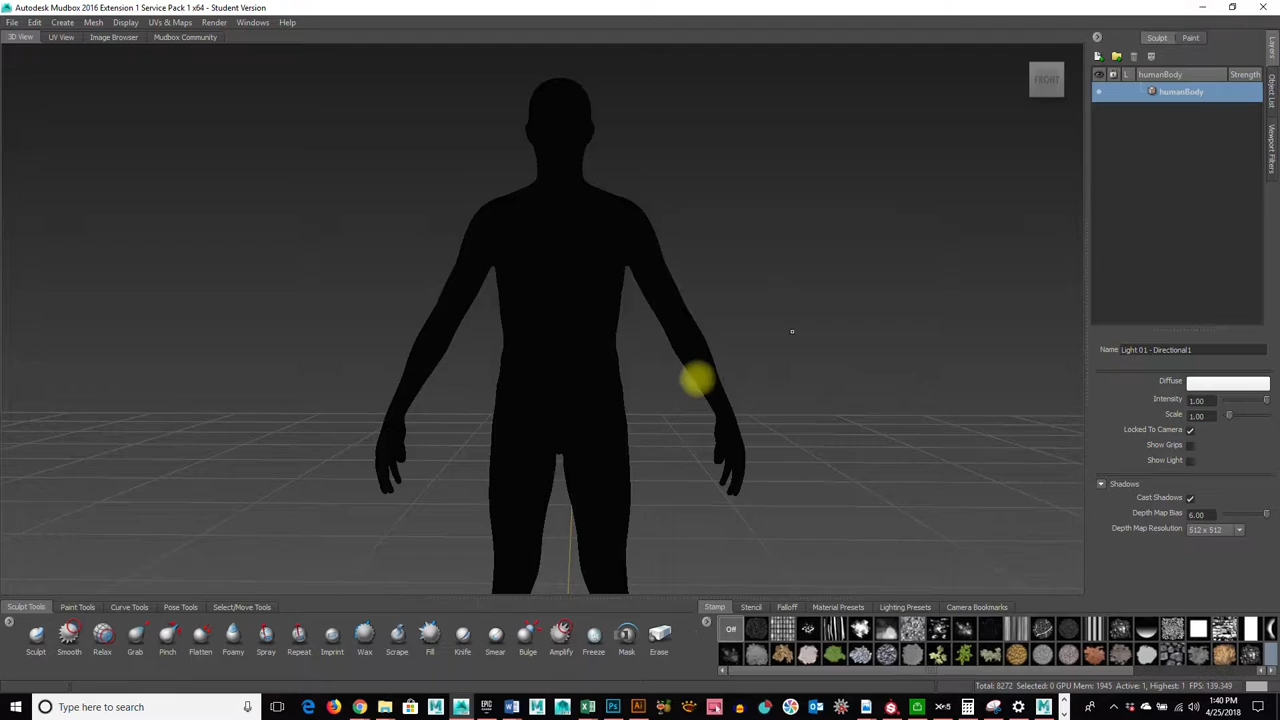 Autodesk Mudbox 2016 Extension 1 Service Pack 1 x64 - Student Version
File Edit Create Mesh Display UVs & Maps Render Windows Help
3D View UV View Image Browser Mudbox Community
Sculpt Paint
Layers
Object List
Viewport Filters
L humanBody Strength
humanBody
FRONT
Name Light 01 - Directional1
Diffuse
Intensity 1.00
Scale 1.00
Locked To Camera
Show Grips
Show Light
Shadows
Cast Shadows
Depth Map Bias 6.00
Depth Map Resolution 512 x 512
Sculpt Tools Paint Tools Curve Tools Pose Tools Select/Move Tools
Stamp Stencil Falloff Material Presets Lighting Presets Camera Bookmarks
Off
Sculpt Smooth Relax Grab Pinch Flatten Foamy Spray Repeat Imprint Wax Scrape Fill Knife Smear Bulge Amplify Freeze Mask Erase
Total: 8272 Selected: 0 GPU Mem: 1945 Active: 1, Highest: 1 FPS: 139.349
Type here to search
1:40 PM
4/25/2018